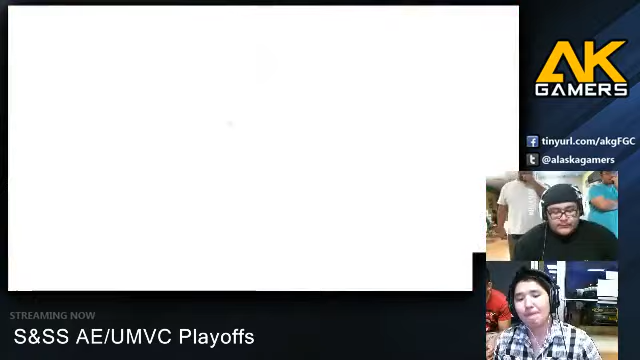 AK
GAMERS
tinyurl.com/akgFGC
@alaskagamers
STREAMING NOW
S&SS AE/UMVC Playoffs